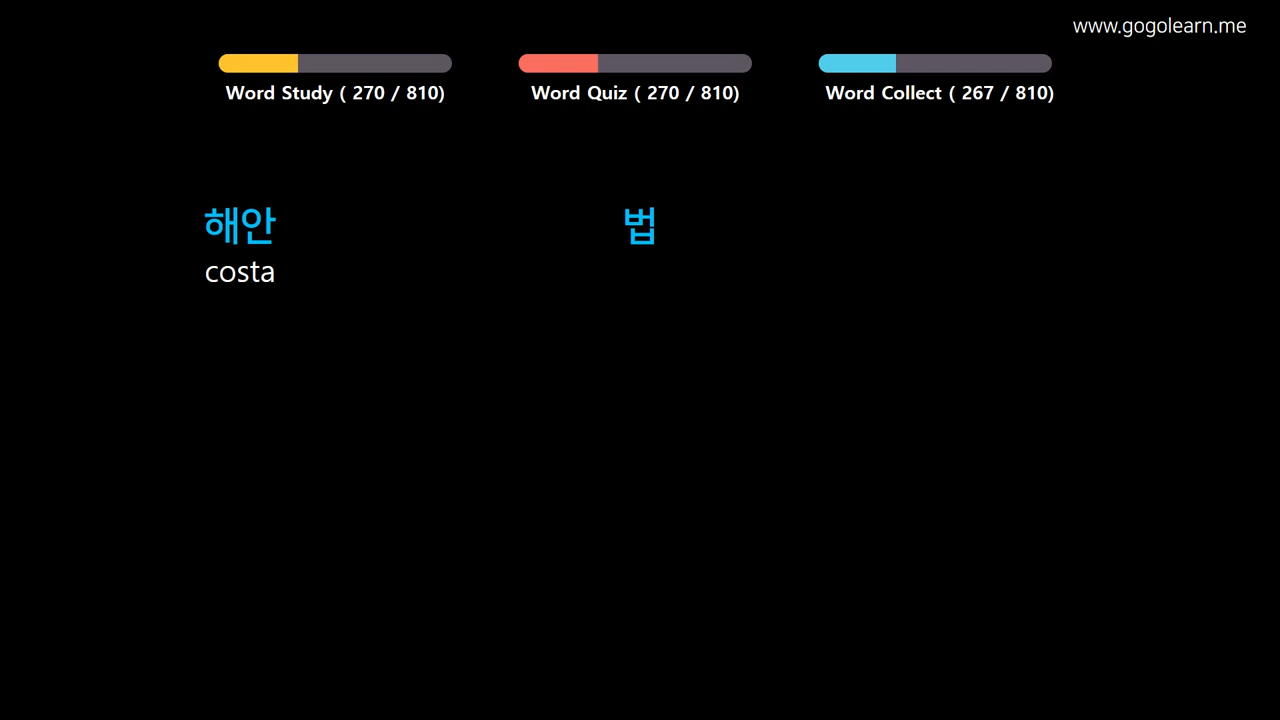 www.gogolearn.me
Word Study ( 270 / 810)
Word Quiz ( 270 / 810)
Word Collect ( 267 / 810)
해안
costa
법